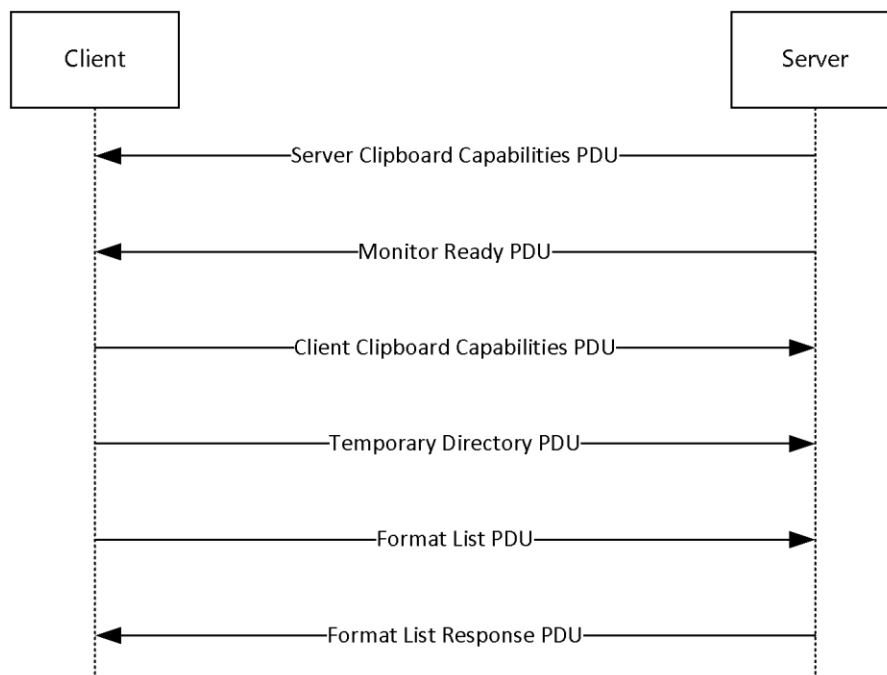 Client
Server
Server Clipboard Capabilities PDU
Monitor Ready PDU
Client Clipboard Capabilities PDU
Temporary Directory PDU
Format List PDU
Format List Response PDU